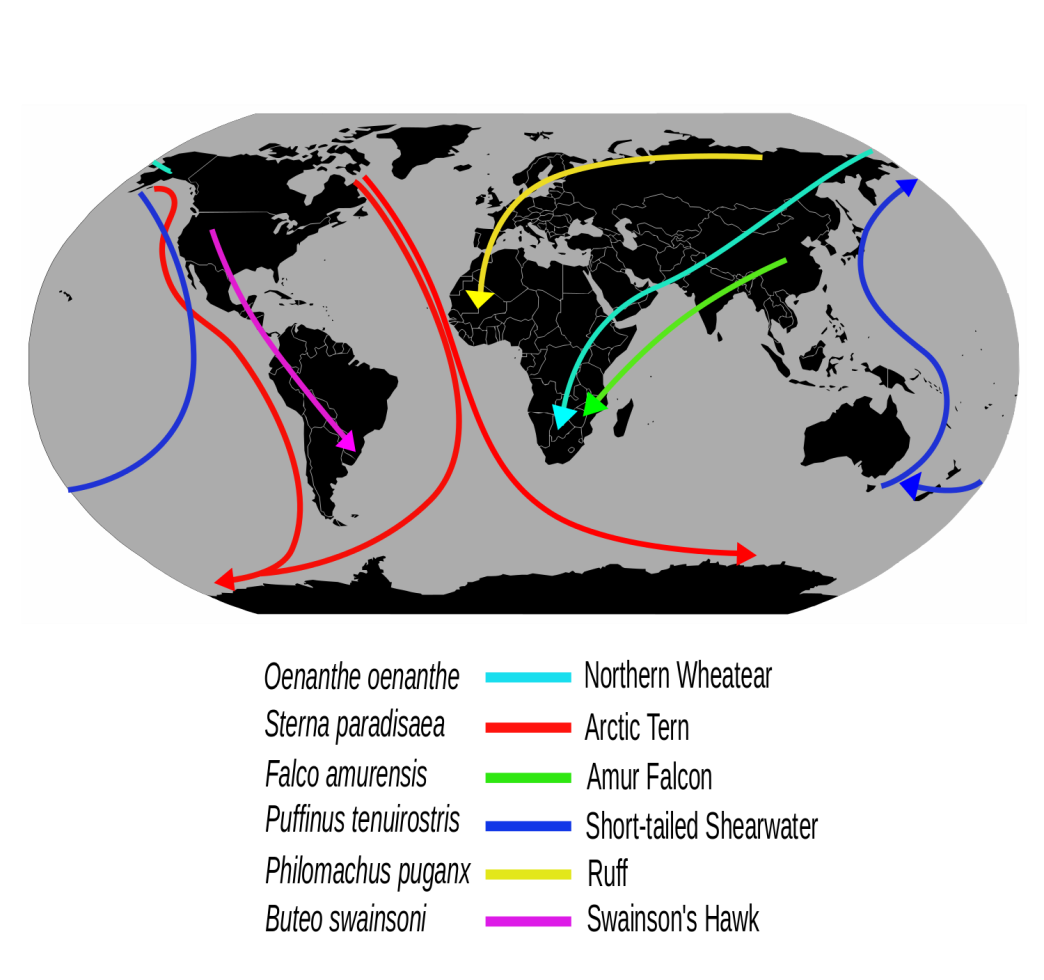 Oenanthe oenanthe Northern Wheatear
Sterna paradisaea Arctic Tern
Falco amurensis Amur Falcon
Puffinus tenuirostris Short-tailed Shearwater
Philomachus puganx Ruff
Buteo swainsoni Swainson's Hawk